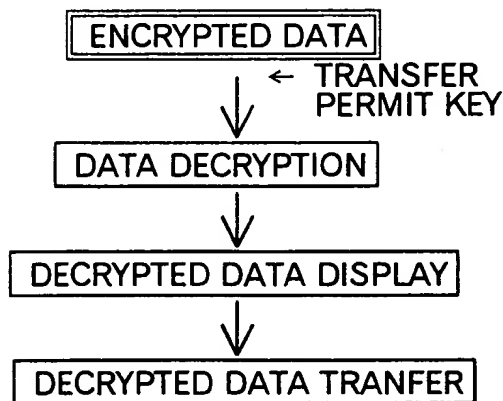 ENCRYPTED DATA
← TRANSFER
PERMIT KEY
DATA DECRYPTION
DECRYPTED DATA DISPLAY
DECRYPTED DATA TRANFER